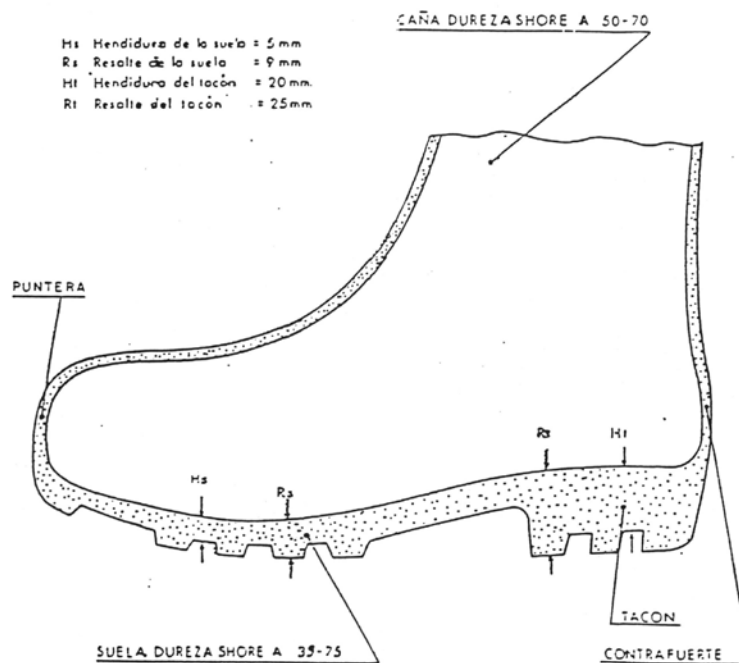 CAÑA DUREZA SHORE A 50-70
Hs Hendidura de la suela = 5 mm
Rs Resalte de la suela = 9 mm
Ht Hendidura del tacón = 20 mm.
Rt Resalte del tacón = 25mm
PUNTERA
Hs
Rs
Rt
Ht
TACON
SUELA DUREZA SHORE A 35-75
CONTRAFUERTE